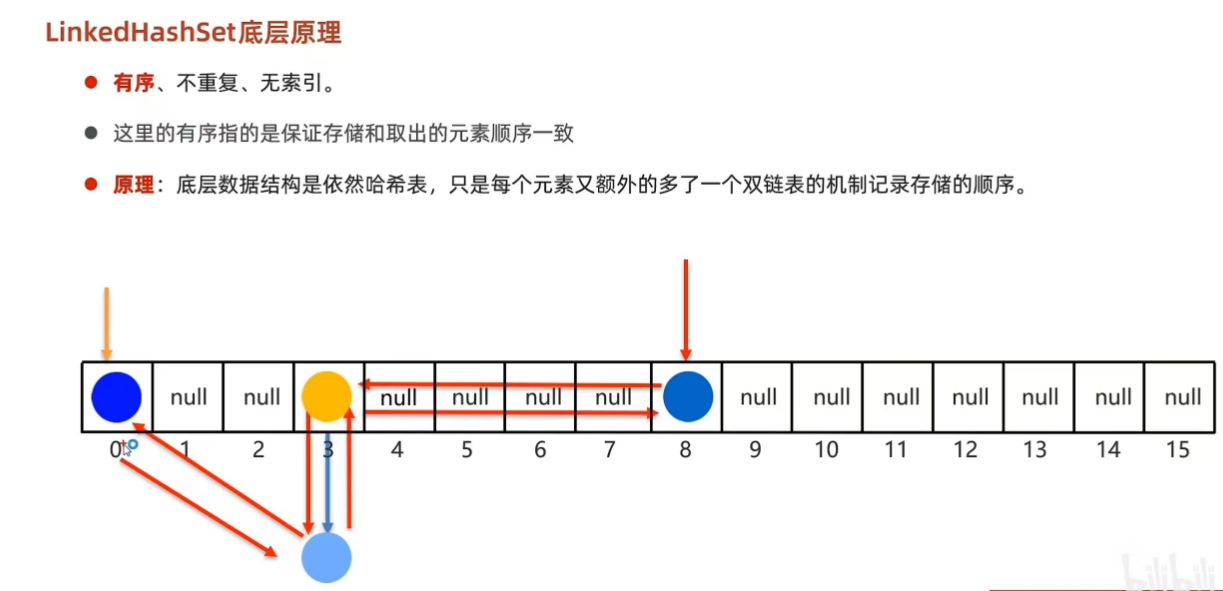 LinkedHashSet底层原理
有序、不重复、无索引。
这里的有序指的是保证存储和取出的元素顺序一致
原理：底层数据结构是依然哈希表，只是每个元素又额外的多了一个双链表的机制记录存储的顺序。
null null null null null null null null null null null null null
0 1 2 3 4 5 6 7 8 9 10 11 12 13 14 15
bilibili